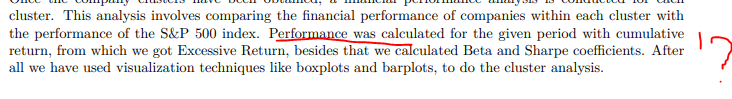 cluster. This analysis involves comparing the financial performance of companies within each cluster with
the performance of the S&P 500 index. Performance was calculated for the given period with cumulative
return, from which we got Excessive Return, besides that we calculated Beta and Sharpe coefficients. After
all we have used visualization techniques like boxplots and barplots, to do the cluster analysis.
!?